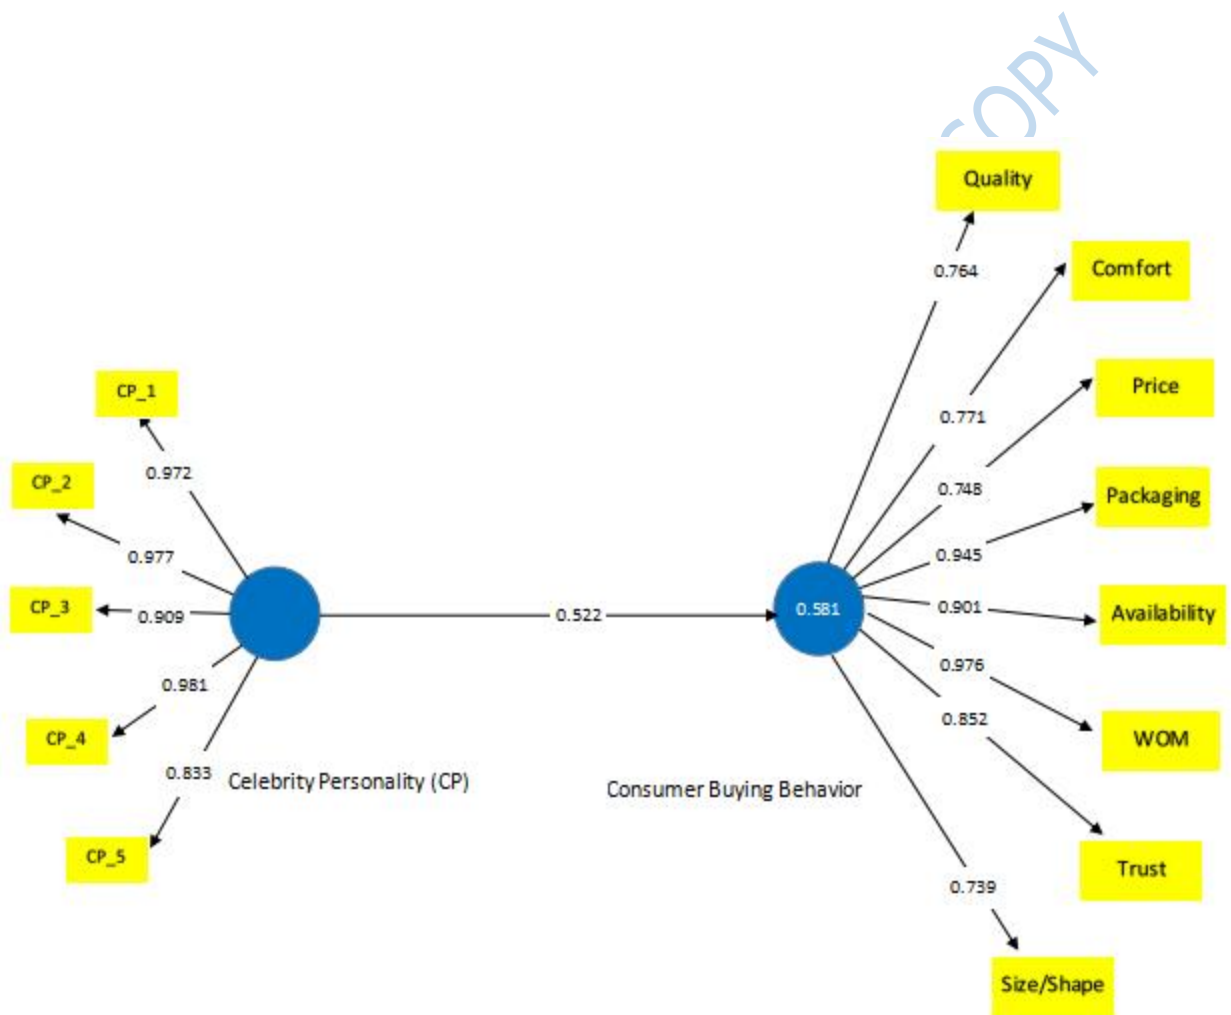 COPY
Quality
0.764
Comfort
0.771
Price
0.748
Packaging
0.945
Availability
0.901
WOM
0.976
Trust
0.852
Size/Shape
0.739
CP_1
0.972
CP_2
0.977
CP_3
0.909
CP_4
0.981
CP_5
0.833
0.522
0.581
Celebrity Personality (CP)
Consumer Buying Behavior